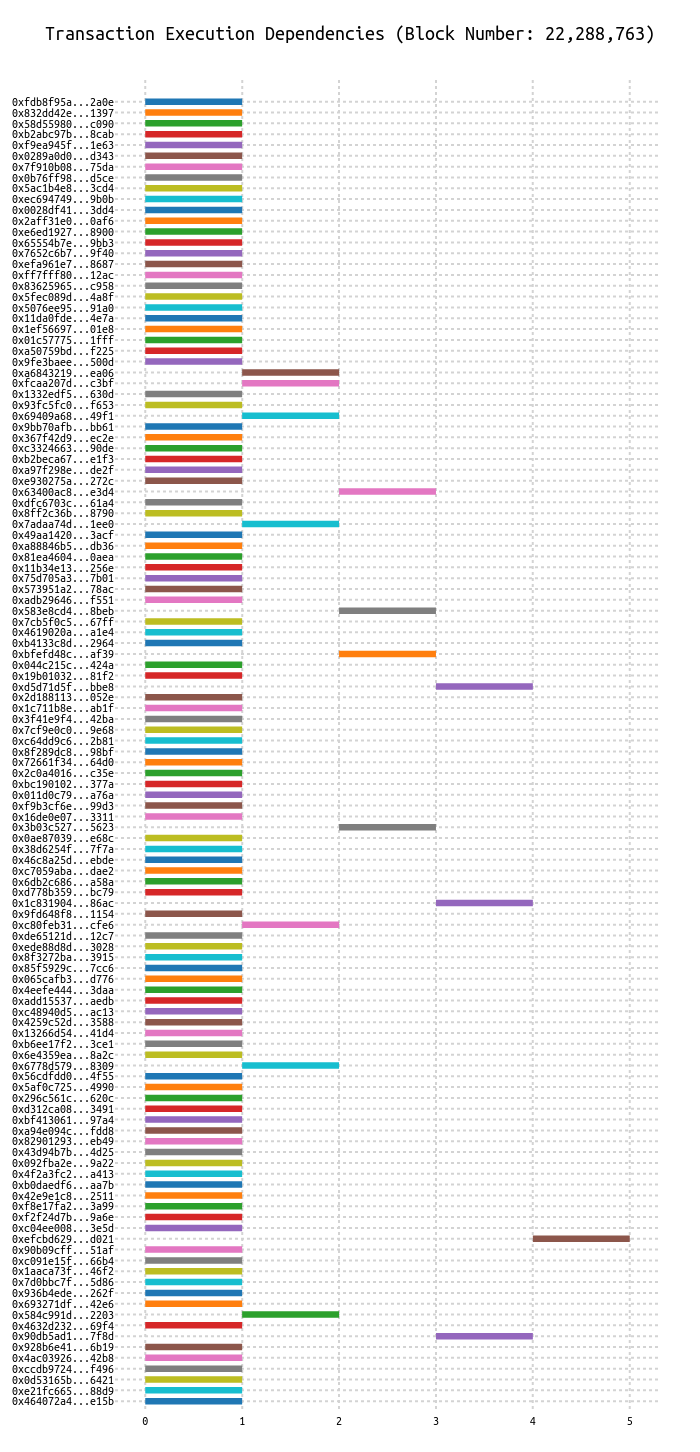 Transaction Execution Dependencies (Block Number: 22,288,763)
0xfdb8f95a...2a0e
0x832dd42e...1397
0x58d55980...c090
0xb2abc97b...8cab
0xf9ea945f...1e63
0x0289a0d0...d343
0x7f910b08...75da
0x0b76ff98...d5ce
0x5ac1b4e8...3cd4
0xec694749...9b0b
0x0028df41...3dd4
0x2aff31e0...0af6
0xe6ed1927...8900
0x65554b7e...9bb3
0x7652c6b7...9f40
0xefa961e7...8687
0xff7fff80...12ac
0x83625965...c958
0x5fec089d...4a8f
0x5076ee95...91a0
0x11da0fde...4e7a
0x1ef56697...01e8
0x01c57775...1fff
0xa50759bd...f225
0x9fe3baee...500d
0xa6843219...ea06
0xfcaa207d...c3bf
0x1332edf5...630d
0x93fc5fc0...f653
0x69409a68...49f1
0x9bb70afb...bb61
0x367f42d9...ec2e
0xc3324663...90de
0xb2beca67...e1f3
0xa97f298e...de2f
0xe930275a...272c
0x63400ac8...e3d4
0xdfc6703c...61a4
0x8ff2c36b...8790
0x7adaa74d...1ee0
0x49aa1420...3acf
0xa88846b5...db36
0x81ea4604...0aea
0x11b34e13...256e
0x75d705a3...7b01
0x573951a2...78ac
0xadb29646...f551
0x583e8cd4...8beb
0x7cb5f0c5...67ff
0x4619020a...a1e4
0xb4133c8d...2964
0xbfefd48c...af39
0x044c215c...424a
0x19b01032...81f2
0xd5d71d5f...bbe8
0x2d188113...052e
0x1c711b8e...ab1f
0x3f41e9f4...42ba
0x7cf9e0c0...9e68
0xc64dd9c6...2b81
0x8f289dc8...98bf
0x72661f34...64d0
0x2c0a4016...c35e
0xbc190102...377a
0x011d0c79...a76a
0xf9b3cf6e...99d3
0x16de0e07...3311
0x3b03c527...5623
0x0ae87039...e68c
0x38d6254f...7f7a
0x46c8a25d...ebde
0xc7059aba...dae2
0x6db2c686...a58a
0xd778b359...bc79
0x1c831904...86ac
0x9fd648f8...1154
0xc80feb31...cfe6
0xde65121d...12c7
0xede88d8d...3028
0x8f3272ba...3915
0x85f5929c...7cc6
0x065cafb3...d776
0x4eefe444...3daa
0xadd15537...aedb
0xc48940d5...ac13
0x4259c52d...3588
0x13266d54...41d4
0xb6ee17f2...3ce1
0x6e4359ea...8a2c
0x6778d579...8309
0x56cdfdd0...4f55
0x5af0c725...4990
0x296c561c...620c
0xd312ca08...3491
0xbf413061...97a4
0xa94e094c...fdd8
0x82901293...eb49
0x43d94b7b...4d25
0x092fba2e...9a22
0x4f2a3fc2...a413
0xb0daedf6...aa7b
0x42e9e1c8...2511
0xf8e17fa2...3a99
0xf2f24d7b...9a6e
0xc04ee008...3e5d
0xefcbd629...d021
0x90b09cff...51af
0xc091e15f...66b4
0x1aaca73f...46f2
0x7d0bbc7f...5d86
0x936b4ede...262f
0x693271df...42e6
0x584c991d...2203
0x4632d232...69f4
0x90db5ad1...7f8d
0x928b6e41...6b19
0x4ac03926...42b8
0xccdb9724...f496
0x0d53165b...6421
0xe21fc665...88d9
0x464072a4...e15b
0 1 2 3 4 5